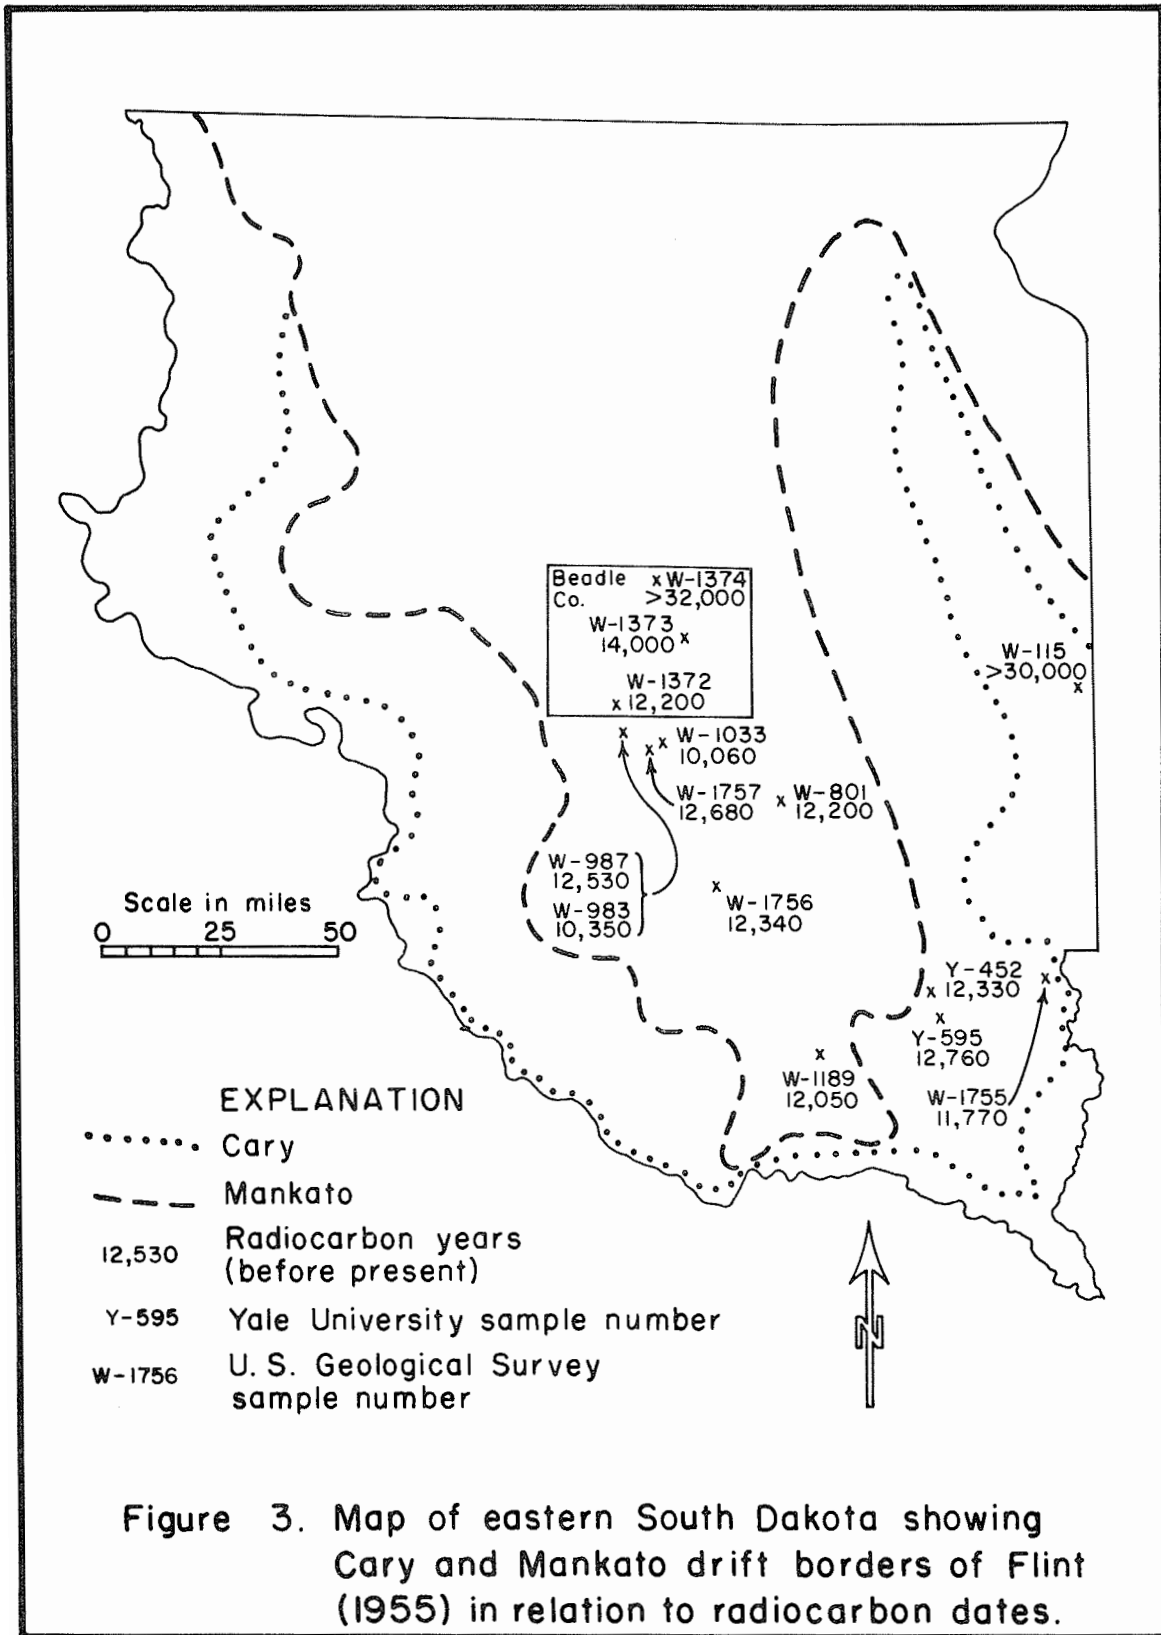 Beadle xW-1374
Co. >32,000
W-1373
14,000 x
W-1372
x 12,200
W-115
>30,000
x
x
x x W-1033
10,060
W-1757
12,680
x W-801
12,200
W-987
12,530
W-983
10,350
x
W-1756
12,340
Scale in miles
0 25 50
Y-452
x 12,330
x
x
Y-595
12,760
x
W-1189
12,050
W-1755
11,770
EXPLANATION
Cary
Mankato
12,530 Radiocarbon years
(before present)
Y-595 Yale University sample number
W-1756 U. S. Geological Survey
sample number
N
Figure 3. Map of eastern South Dakota showing
Cary and Mankato drift borders of Flint
(1955) in relation to radiocarbon dates.